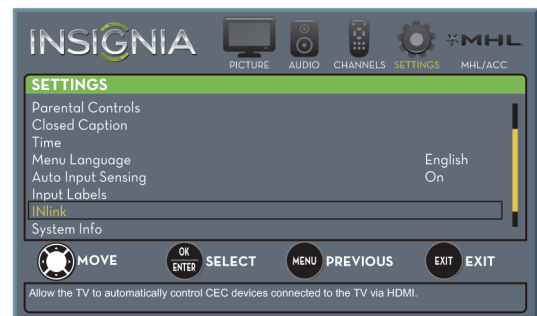 INSIGNIA
PICTURE AUDIO CHANNELS SETTINGS MHL MHL/ACC
SETTINGS
Parental Controls
Closed Caption
Time
Menu Language English
Auto Input Sensing On
Input Labels
INlink
System Info
MOVE OK ENTER SELECT MENU PREVIOUS EXIT EXIT
Allow the TV to automatically control CEC devices connected to the TV via HDMI.